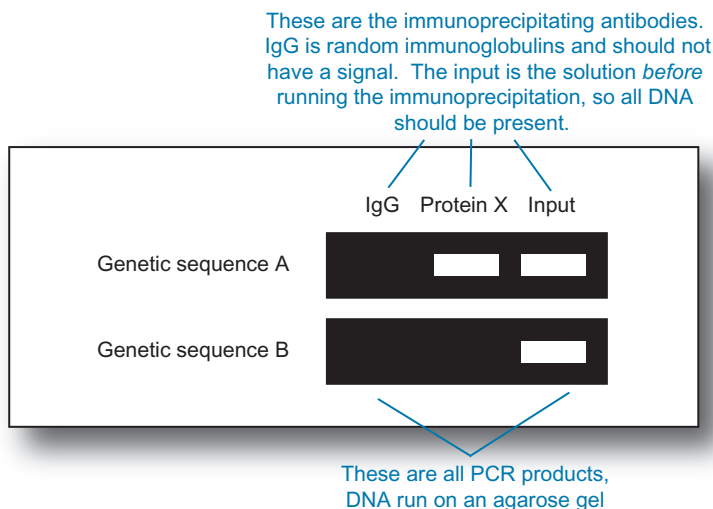 These are the immunoprecipitating antibodies.
IgG is random immunoglobulins and should not
have a signal.  The input is the solution before
running the immunoprecipitation, so all DNA
should be present.
IgG Protein X Input
Genetic sequence A
Genetic sequence B
These are all PCR products,
DNA run on an agarose gel